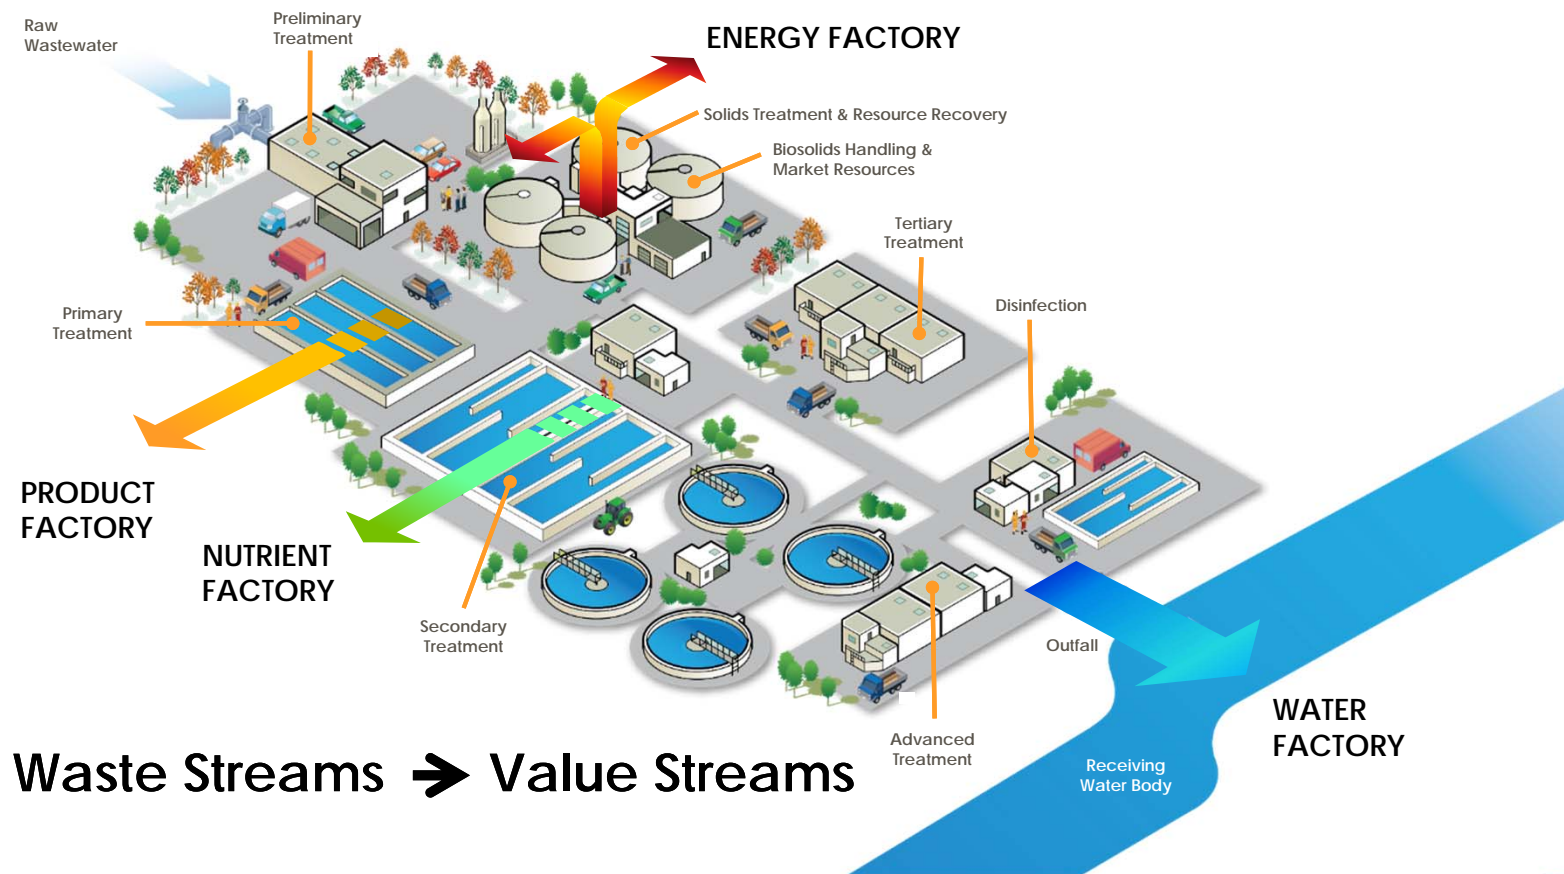 Raw
Wastewater
Preliminary
Treatment
ENERGY FACTORY
Solids Treatment & Resource Recovery
Biosolids Handling &
Market Resources
Tertiary
Treatment
Disinfection
Primary
Treatment
PRODUCT
FACTORY
NUTRIENT
FACTORY
Secondary
Treatment
Outfall
WATER
FACTORY
Advanced
Treatment
Receiving
Water Body
Waste Streams → Value Streams